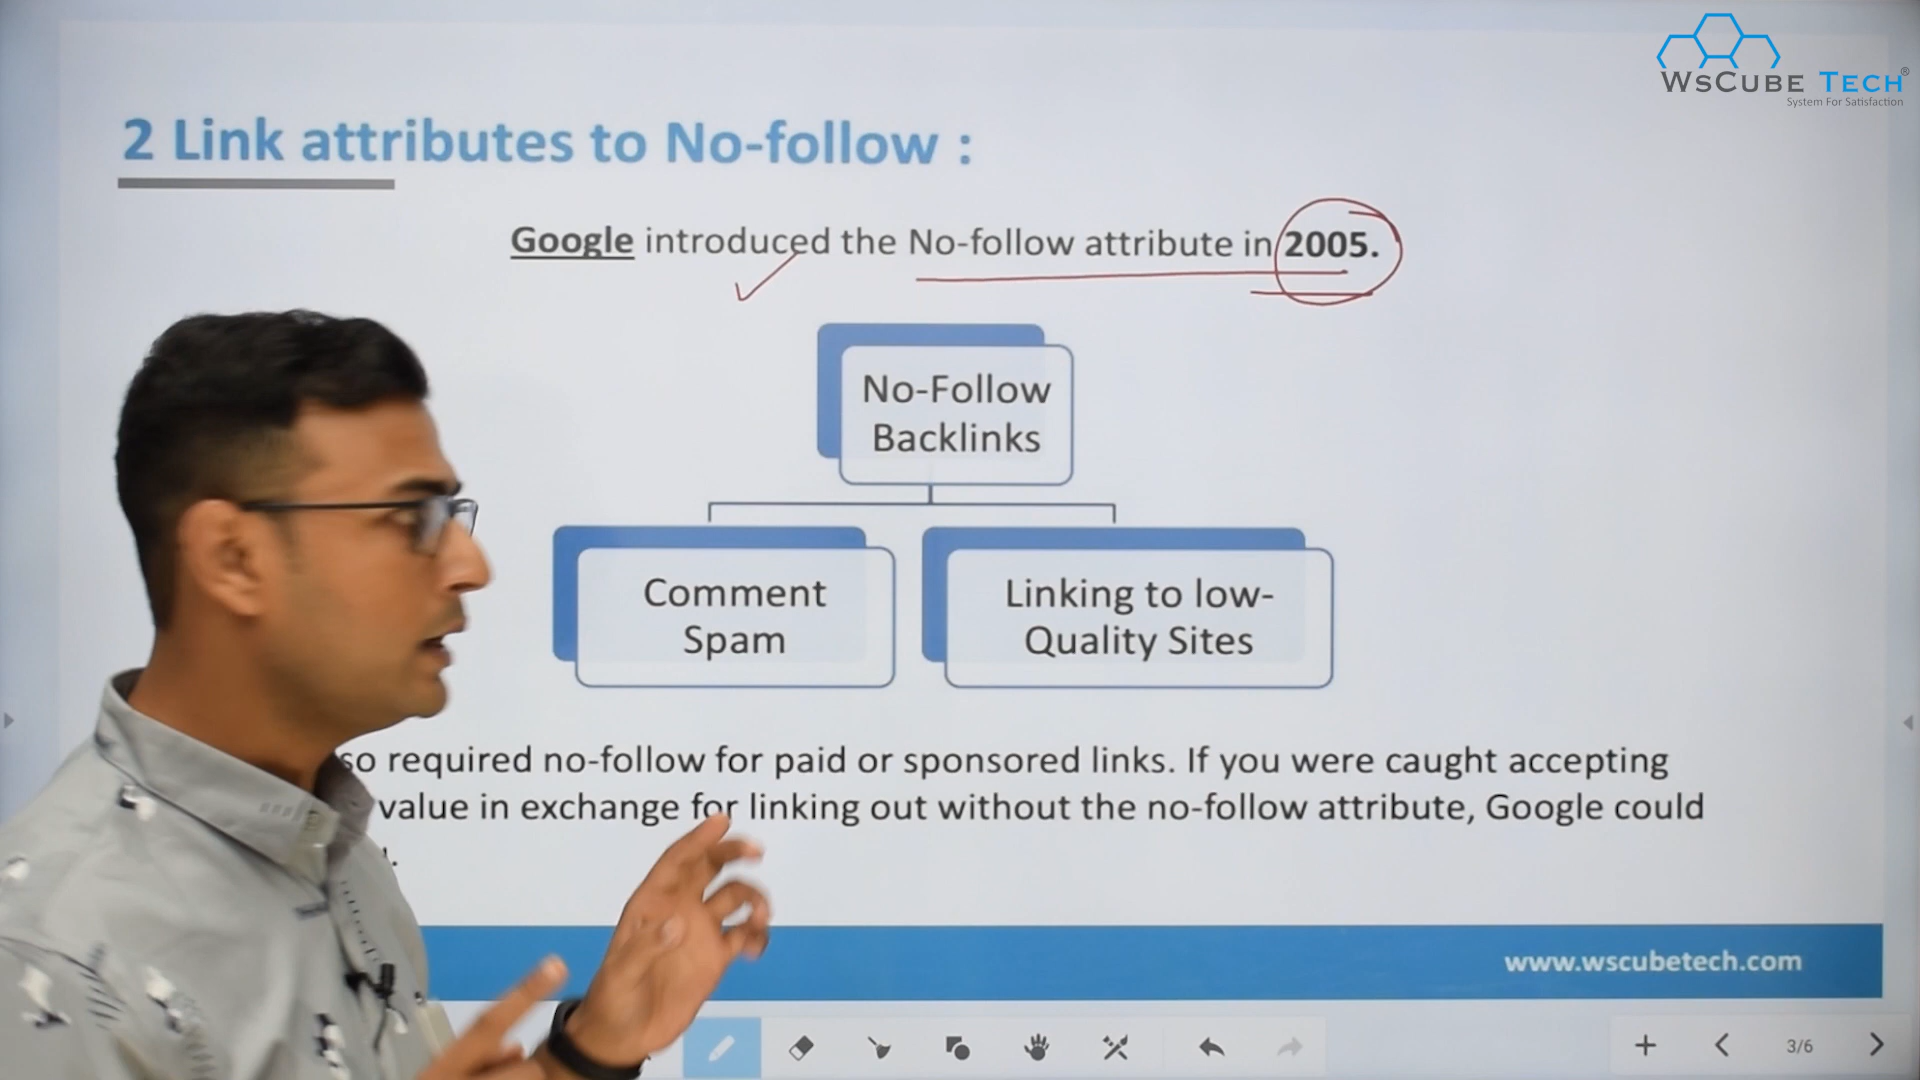 WSCUBE TECH®
System For Satisfaction
2 Link attributes to No-follow :
Google introduced the No-follow attribute in 2005.
No-Follow
Backlinks
Comment
Spam
Linking to low-
Quality Sites
required no-follow for paid or sponsored links. If you were caught accepting
value in exchange for linking out without the no-follow attribute, Google could
www.wscubetech.com
3/6